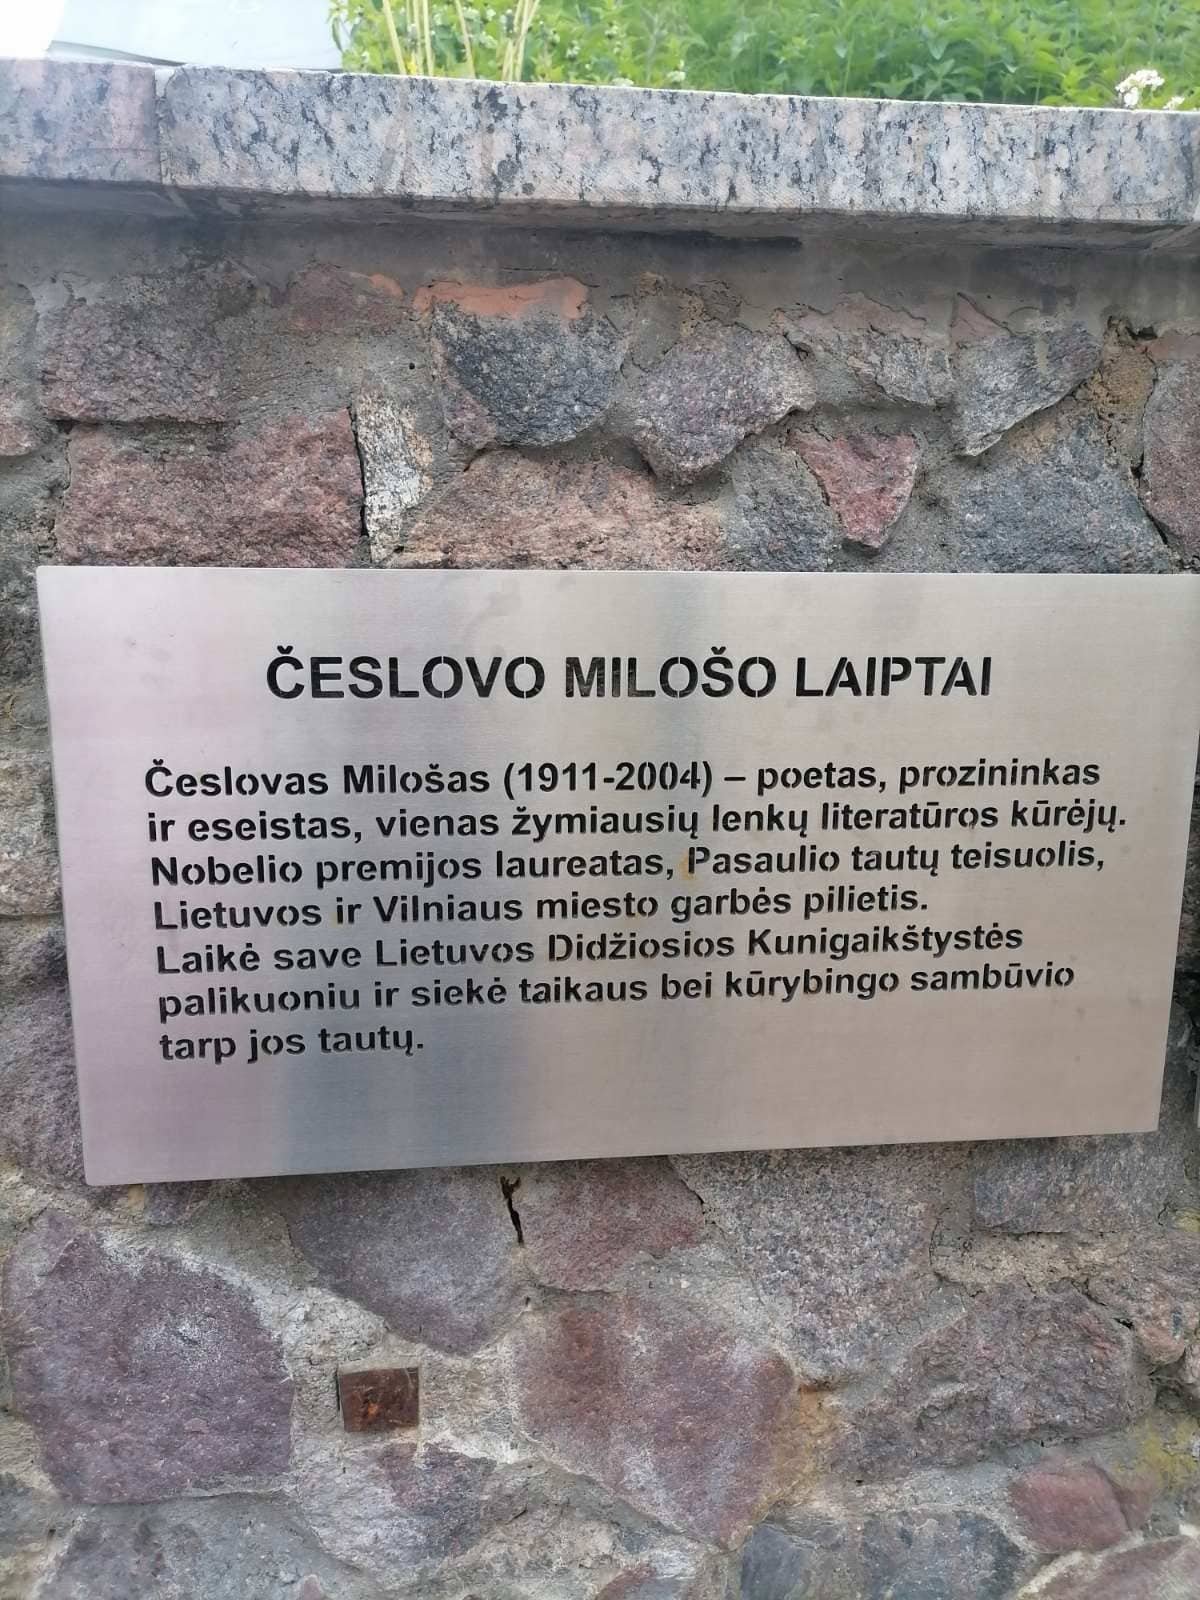 ČESLOVO MILOŠO LAIPTAI
Česlovas Milošas (1911-2004) – poetas, prozininkas
ir eseistas, vienas žymiausių lenkų literatūros kūrėjų.
Nobelio premijos laureatas, Pasaulio tautų teisuolis,
Lietuvos ir Vilniaus miesto garbės pilietis.
Laikė save Lietuvos Didžiosios Kunigaikštystės
palikuoniu ir siekė taikaus bei kūrybingo sambūvio
tarp jos tautų.